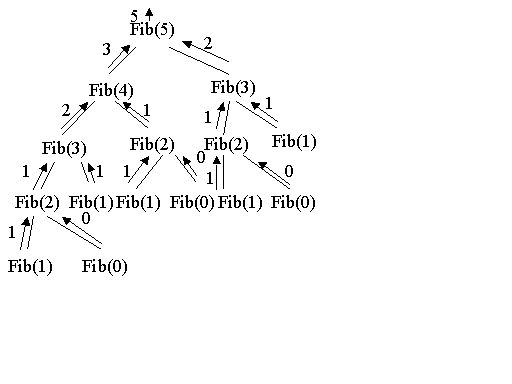 5
Fib(5)
3 2
Fib(4) Fib(3)
2 1 1 1
Fib(3) Fib(2) Fib(2) Fib(1)
1 1 1 0 1 0
Fib(2) Fib(1) Fib(1) Fib(0) Fib(1) Fib(0)
1 0
Fib(1) Fib(0)